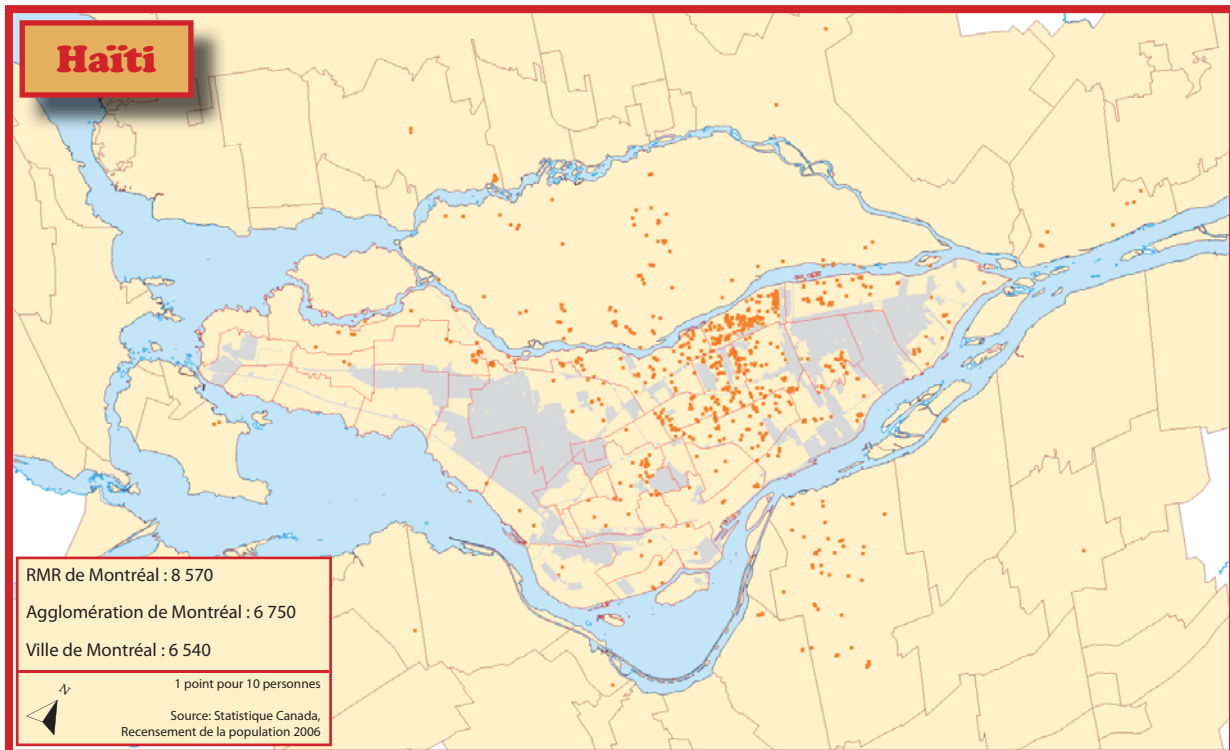 Haïti
RMR de Montréal : 8 570
Agglomération de Montréal : 6 750
Ville de Montréal : 6 540
N
1 point pour 10 personnes
Source: Statistique Canada,
Recensement de la population 2006